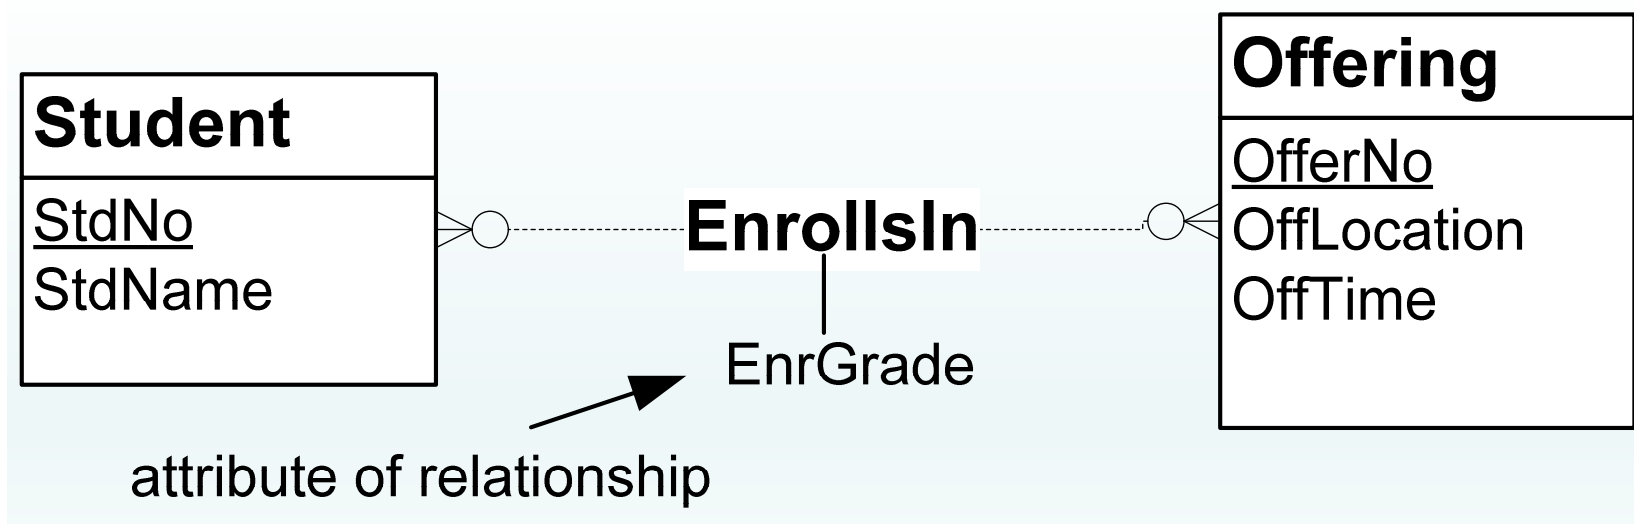 Student
StdNo
StdName
EnrollsIn
EnrGrade
attribute of relationship
Offering
OfferNo
OffLocation
OffTime